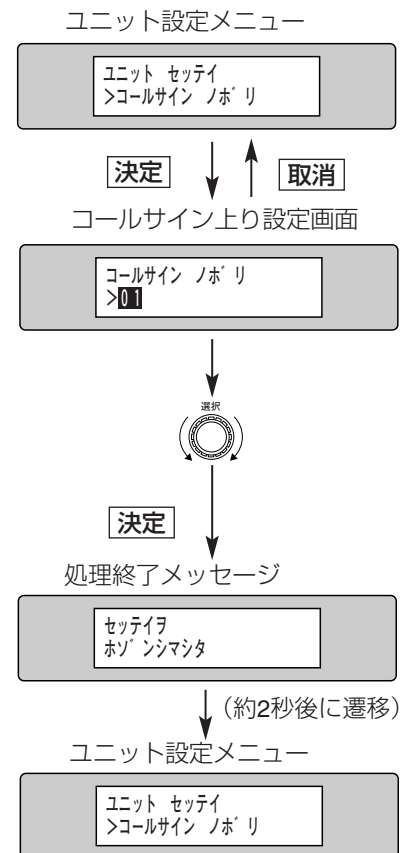 ユニット設定メニュー
ユニット セッテイ
>コールサイン ノボリ
決定 取消
コールサイン上り設定画面
コールサイン ノボリ
>01
選択
決定
処理終了メッセージ
セッテイヲ
ホゾンシマシタ
（約2秒後に遷移）
ユニット設定メニュー
ユニット セッテイ
>コールサイン ノボリ